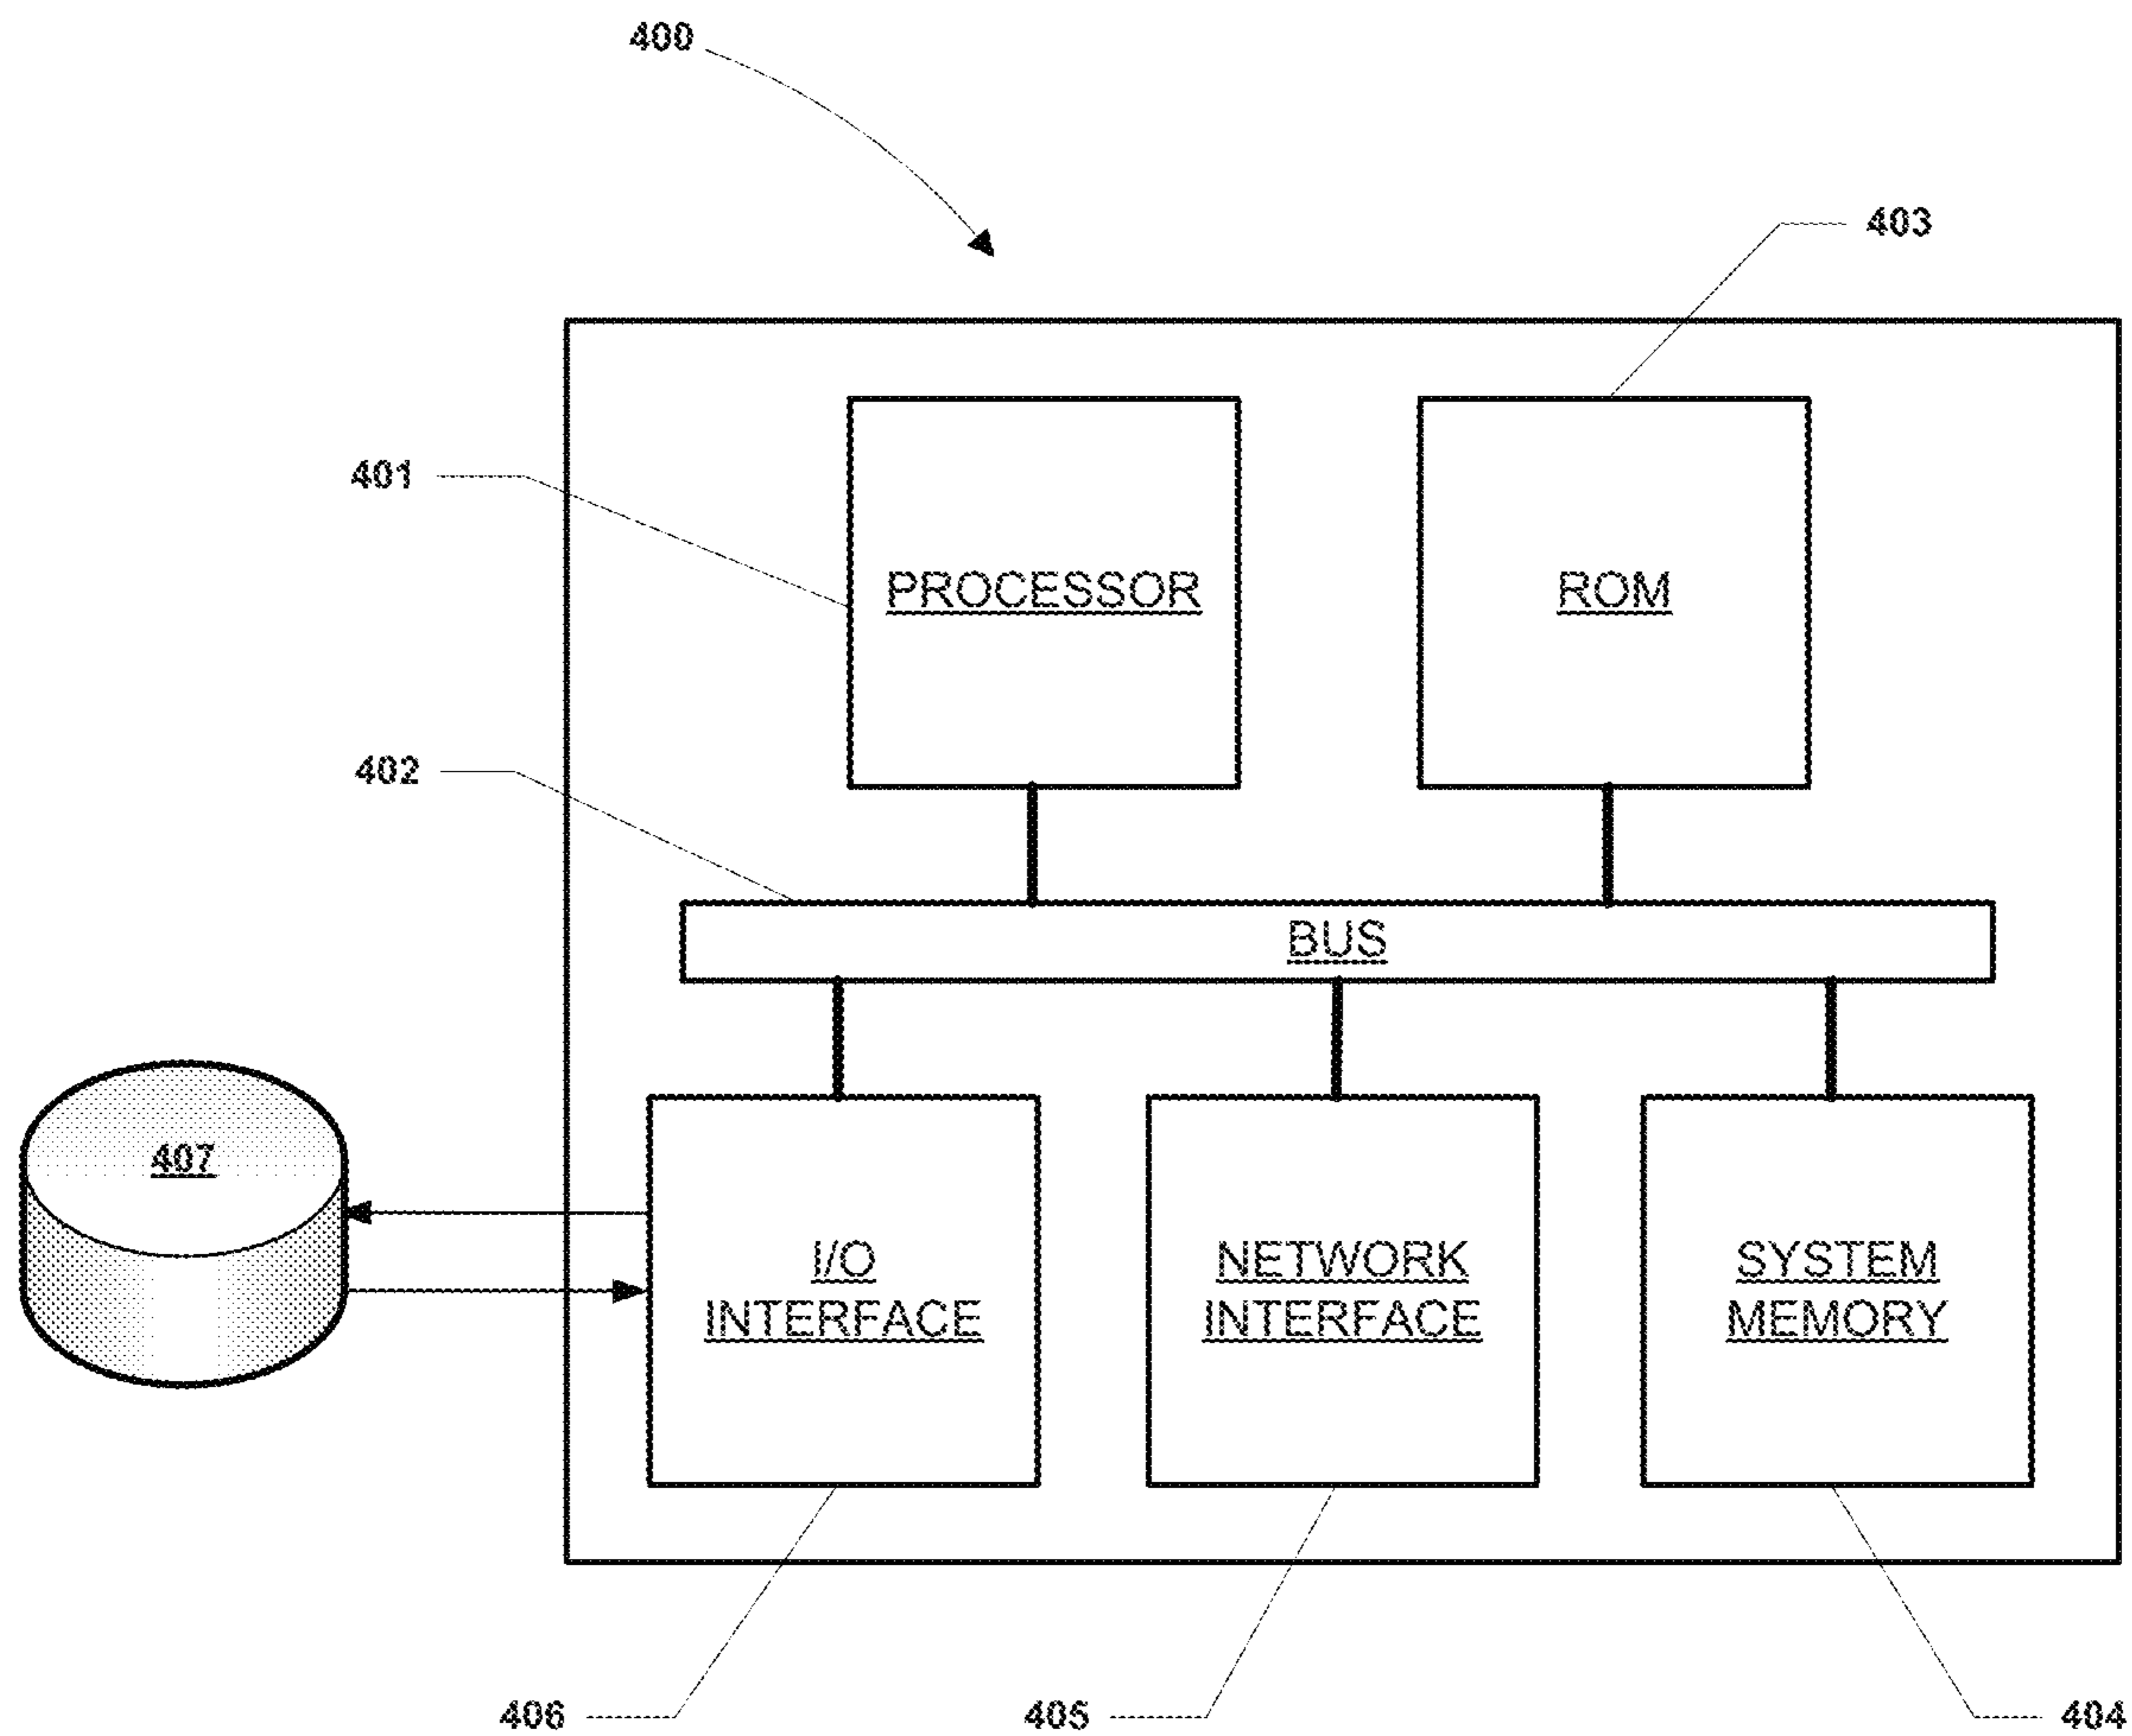 400
403
401
PROCESSOR
ROM
402
BUS
407
I/O
INTERFACE
NETWORK
INTERFACE
SYSTEM
MEMORY
406
405
404